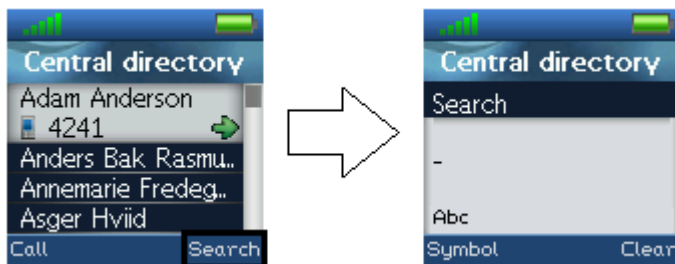 Central directory
Adam Anderson
4241
Anders Bak Rasmu..
Annemarie Fredeg..
Asger Hviid
Call Search
Central directory
Search
_
Abc
Symbol Clear